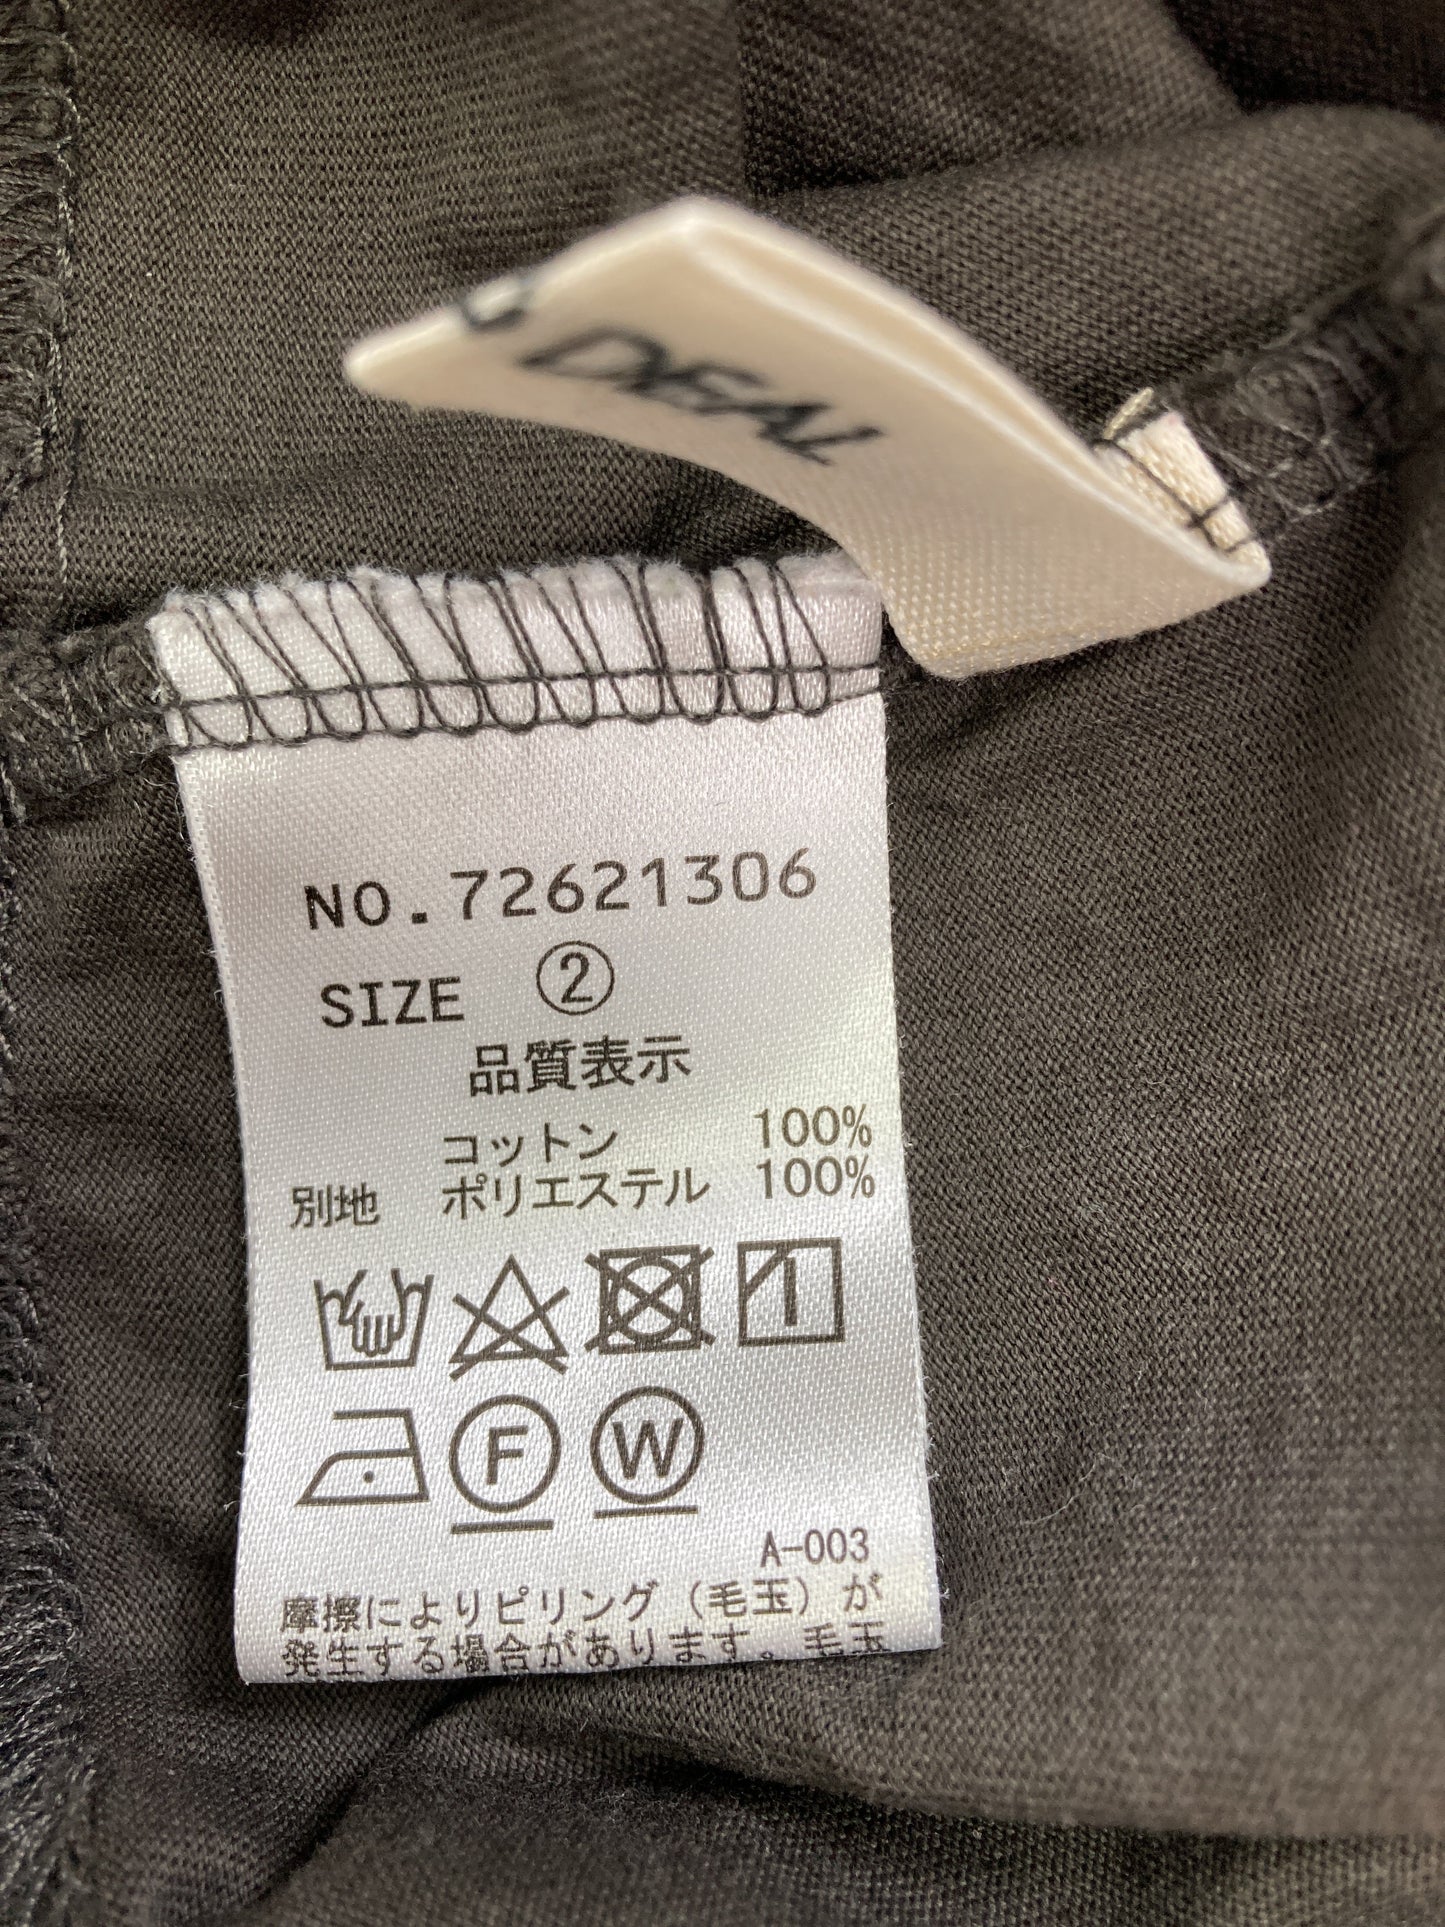 DEAL
NO.72621306
SIZE ②
品質表示
コットン 100%
別地 ポリエステル 100%
F W
A-003
摩擦によりピリング（毛玉）が
発生する場合があります。毛玉